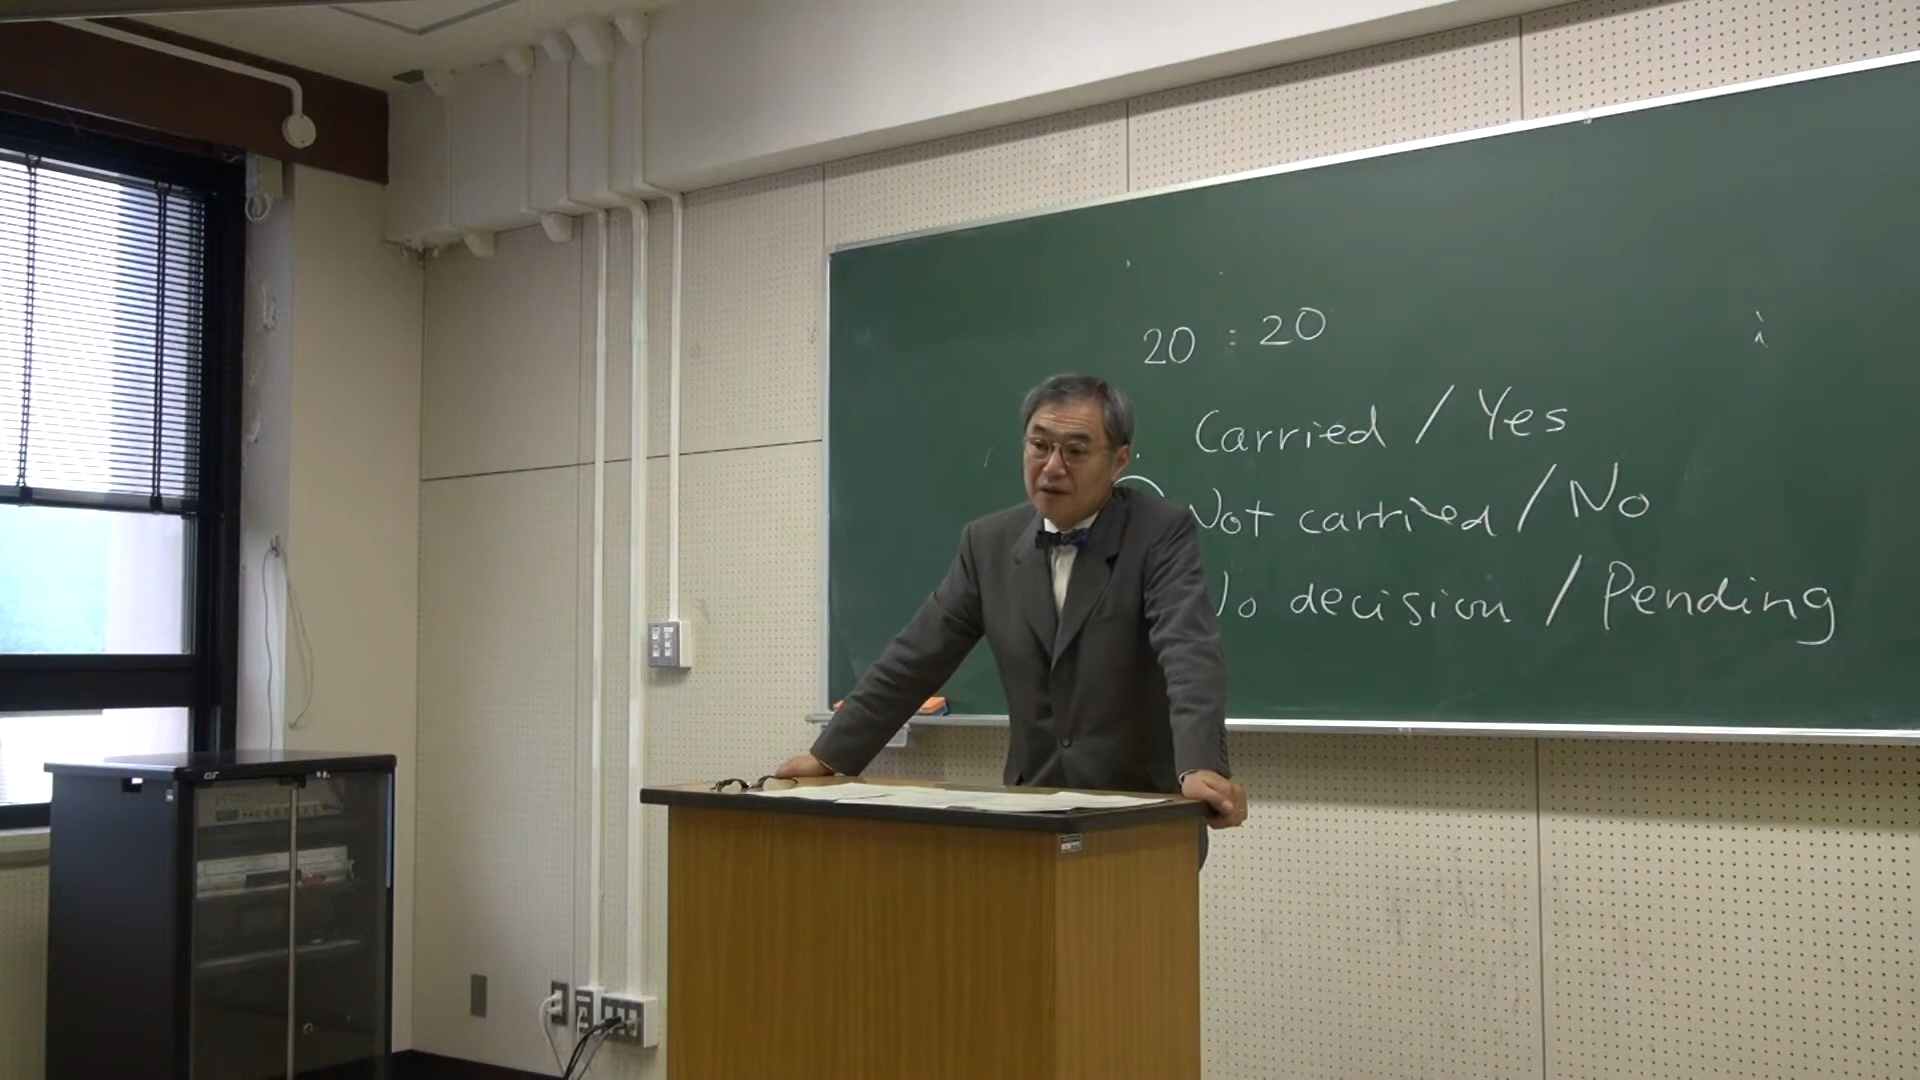 20 : 20
i
Carried / Yes
Not carried / No
No decision / Pending